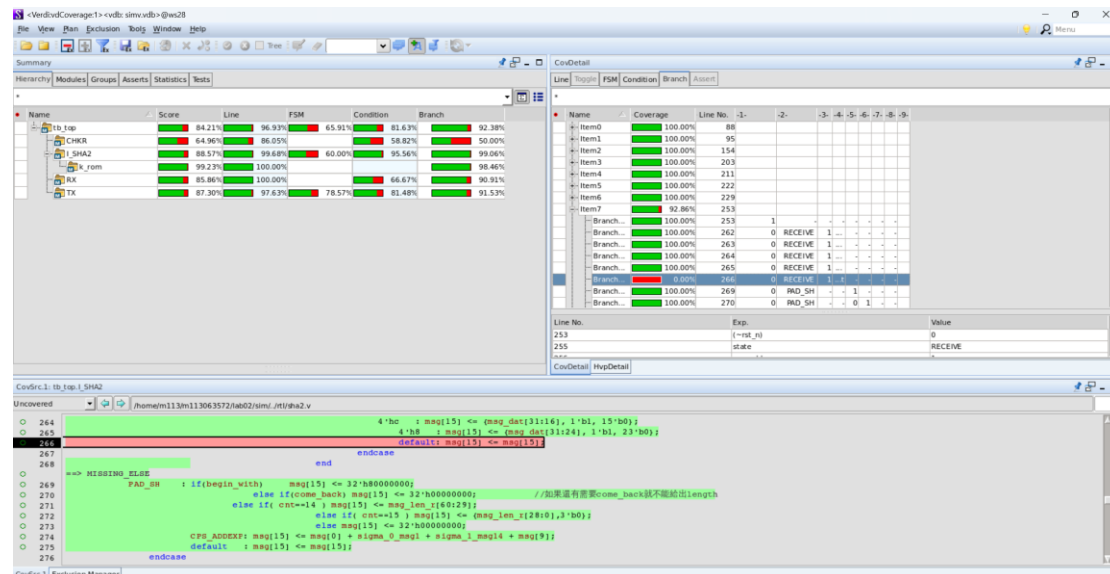 <Verdi:vdCoverage:1> <vdb: simv.vdb> @ws28
File View Plan Exclusion Tools Window Help
Tree
Menu
Summary
Hierarchy Modules Groups Asserts Statistics Tests
*
Name Score Line FSM Condition Branch
tb_top 84.21% 96.93% 65.91% 81.63% 92.38%
CHKR 64.96% 86.05% 58.82% 50.00%
I_SHA2 88.57% 99.68% 60.00% 95.56% 99.06%
k_rom 99.23% 100.00% 98.46%
RX 85.86% 100.00% 66.67% 90.91%
TX 87.30% 97.63% 78.57% 81.48% 91.53%
CovDetail
Line Toggle FSM Condition Branch Assert
*
Name Coverage Line No. -1- -2- -3- -4- -5- -6- -7- -8- -9-
Item0 100.00% 88
Item1 100.00% 95
Item2 100.00% 154
Item3 100.00% 203
Item4 100.00% 211
Item5 100.00% 222
Item6 100.00% 229
Item7 92.86% 253
Branch... 100.00% 253 1 - - - - - - - -
Branch... 100.00% 262 0 RECEIVE 1 ... - - - - -
Branch... 100.00% 263 0 RECEIVE 1 ... - - - - -
Branch... 100.00% 264 0 RECEIVE 1 ... - - - - -
Branch... 100.00% 265 0 RECEIVE 1 ... - - - - -
Branch... 0.00% 266 0 RECEIVE 1
Branch... 100.00% 269 0 PAD_SH - - 1 - - - -
Branch... 100.00% 270 0 PAD_SH - - 0 1 - - -
Line No. Exp. Value
253 (~rst_n) 0
255 state RECEIVE
CovDetail HvpDetail
CovSrc.1: tb_top.I_SHA2
Uncovered /home/m113/m113063572/lab02/sim/../rtl/sha2.v
264 4'hc : msg[15] <= {msg_dat[31:16], 1'b1, 15'b0};
265 4'h8 : msg[15] <= {msg_dat[31:24], 1'b1, 23'b0};
266 default: msg[15] <= msg[15];
267 endcase
268 end
==> MISSING_ELSE
269 PAD_SH : if(begin_with) msg[15] <= 32'h80000000;
270 else if(come_back) msg[15] <= 32'h00000000; //如果還有需要come_back就不能給出length
271 else if( cnt==14 ) msg[15] <= msg_len_r[60:29];
272 else if( cnt==15 ) msg[15] <= {msg_len_r[28:0],3'b0};
273 else msg[15] <= 32'h00000000;
274 CPS_ADDEXP: msg[15] <= msg[0] + sigma_0_msg1 + sigma_1_msg14 + msg[9];
275 default : msg[15] <= msg[15];
276 endcase
CovSrc.1 Exclusion Manager